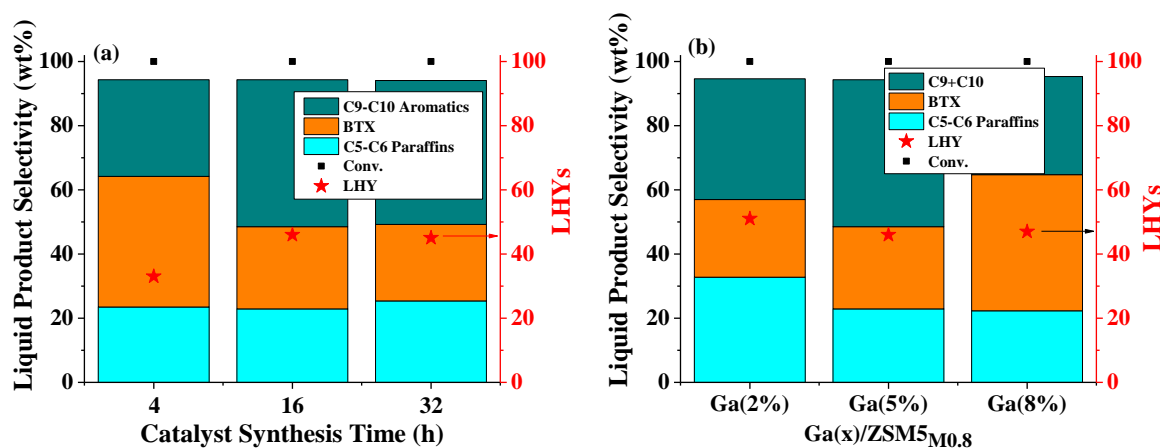 (a)
100
80
60
40
20
0
Liquid Product Selectivity (wt%)
C9-C10 Aromatics
BTX
C5-C6 Paraffins
Conv.
LHY
100
80
60
40
20
0
LHYs
4 16 32
Catalyst Synthesis Time (h)
(b)
100
80
60
40
20
0
Liquid Product Selectivity (wt%)
C9+C10
BTX
C5-C6 Paraffins
LHY
Conv.
100
80
60
40
20
0
LHYs
Ga(2%) Ga(5%) Ga(8%)
Ga(x)/ZSM5M0.8